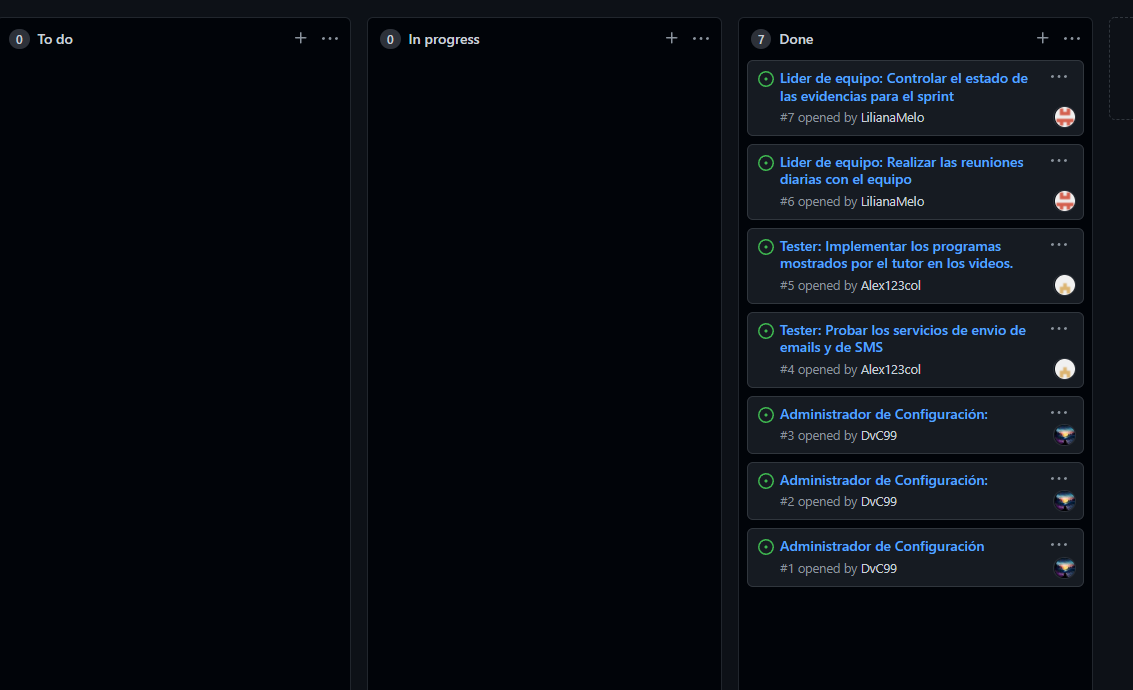 0 To do
0 In progress
7 Done
Lider de equipo: Controlar el estado de
las evidencias para el sprint
#7 opened by LilianaMelo
Lider de equipo: Realizar las reuniones
diarias con el equipo
#6 opened by LilianaMelo
Tester: Implementar los programas
mostrados por el tutor en los videos.
#5 opened by Alex123col
Tester: Probar los servicios de envio de
emails y de SMS
#4 opened by Alex123col
Administrador de Configuración:
#3 opened by DvC99
Administrador de Configuración:
#2 opened by DvC99
Administrador de Configuración
#1 opened by DvC99